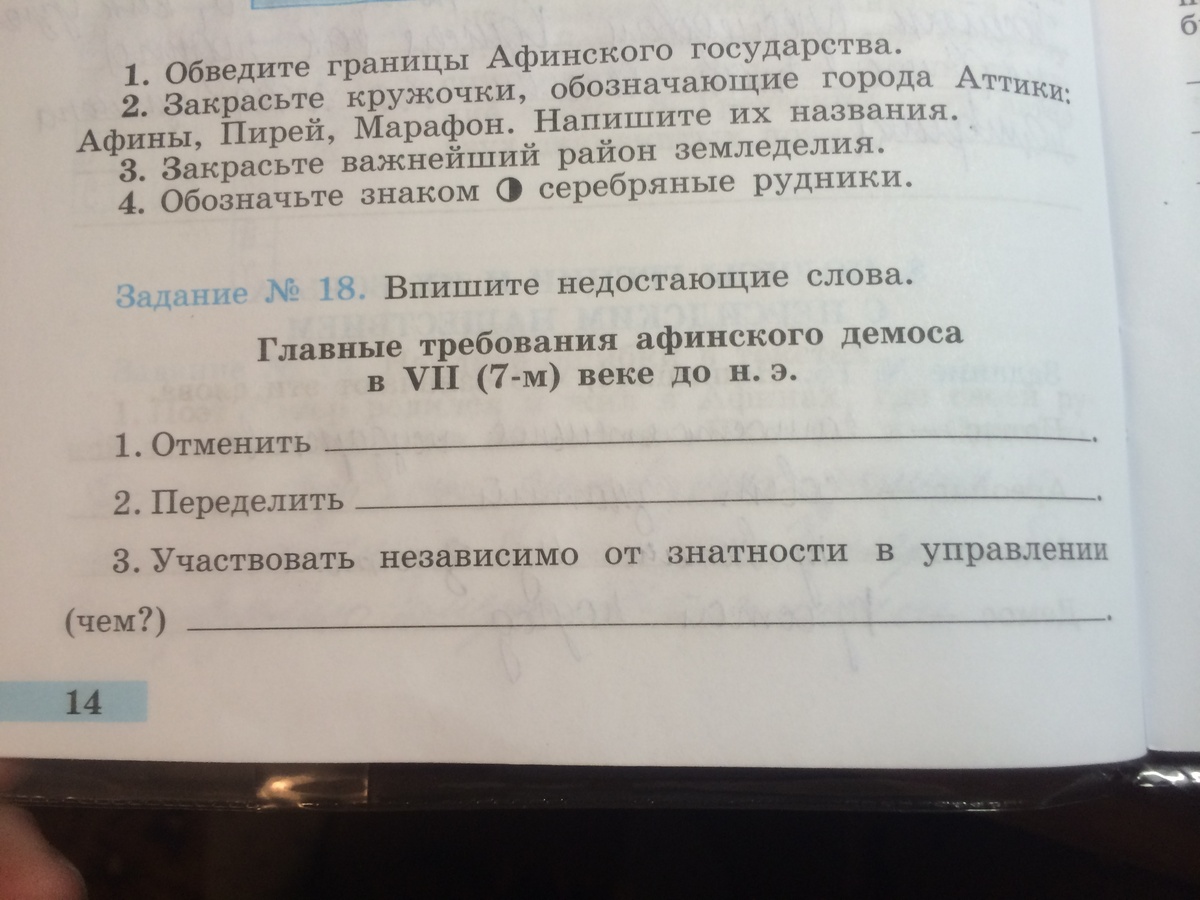 1. Обведите границы Афинского государства.
2. Закрасьте кружочки, обозначающие города Аттики:
Афины, Пирей, Марафон. Напишите их названия.
3. Закрасьте важнейший район земледелия.
4. Обозначьте знаком ◑ серебряные рудники.
Задание № 18. Впишите недостающие слова.
Главные требования афинского демоса
в VII (7-м) веке до н. э.
1. Отменить .
2. Переделить .
3. Участвовать независимо от знатности в управлении
(чем?) .
14